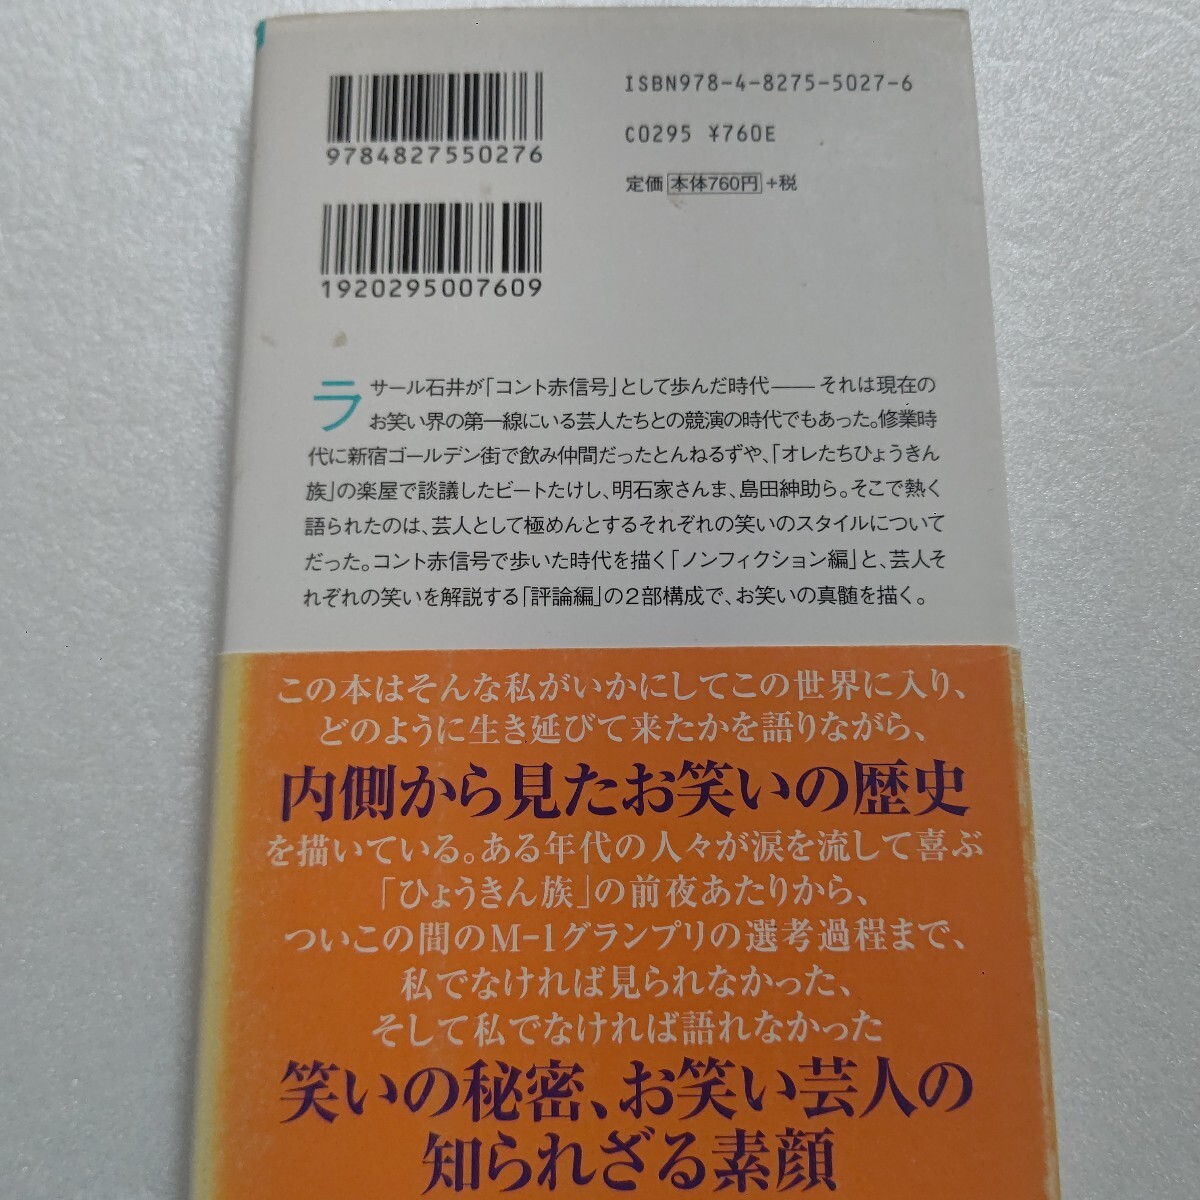 ISBN978-4-8275-5027-6
9784827550276
C0295 ¥760E
定価 本体760円 +税
1920295007609
ラサール石井が「コント赤信号」として歩んだ時代――それは現在の
お笑い界の第一線にいる芸人たちとの競演の時代でもあった。修業時
代に新宿ゴールデン街で飲み仲間だったとんねるずや、「オレたちひょうきん
族」の楽屋で談議したビートたけし、明石家さんま、島田紳助ら。そこで熱く
語られたのは、芸人として極めんとするそれぞれの笑いのスタイルについて
だった。コント赤信号で歩いた時代を描く「ノンフィクション編」と、芸人そ
れぞれの笑いを解説する「評論編」の2部構成で、お笑いの真髄を描く。
この本はそんな私がいかにしてこの世界に入り、
どのように生き延びて来たかを語りながら、
内側から見たお笑いの歴史
を描いている。ある年代の人々が涙を流して喜ぶ
「ひょうきん族」の前夜あたりから、
ついこの間のM-1グランプリの選考過程まで、
私でなければ見られなかった、
そして私でなければ語れなかった
笑いの秘密、お笑い芸人の
知られざる素顔